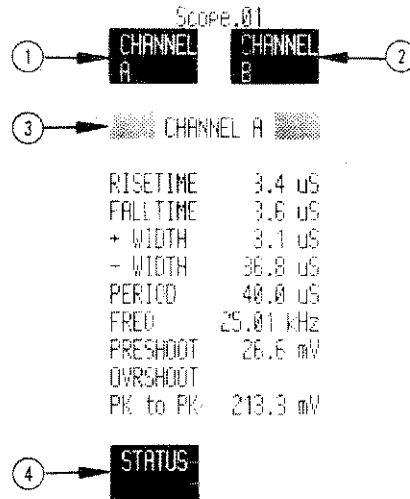 Scope.01
1 CHANNEL A CHANNEL B 2
3 CHANNEL A
RISETIME 3.4 uS
FALLTIME 3.6 uS
+ WIDTH 3.1 uS
- WIDTH 36.8 uS
PERIOD 40.0 uS
FREQ 25.01 kHz
PRESHOOT 26.6 mV
OVRSHOOT
PK to PK 213.3 mV
4 STATUS